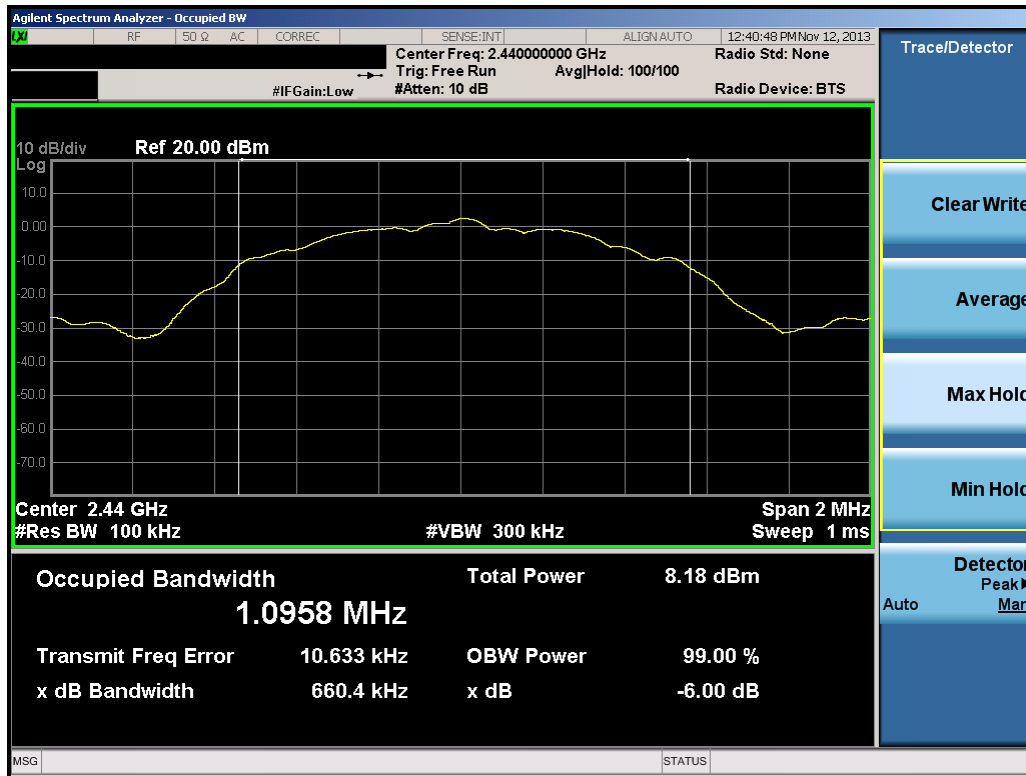 Agilent Spectrum Analyzer - Occupied BW
LXI RF 50 Ω AC CORREC SENSE:INT ALIGN AUTO 12:40:48 PM Nov 12, 2013
Center Freq: 2.440000000 GHz Radio Std: None
Trig: Free Run Avg|Hold: 100/100
#IFGain:Low #Atten: 10 dB Radio Device: BTS
Trace/Detector
10 dB/div Ref 20.00 dBm
Log
10.0
0.00
-10.0
-20.0
-30.0
-40.0
-50.0
-60.0
-70.0
Center 2.44 GHz Span 2 MHz
#Res BW 100 kHz #VBW 300 kHz Sweep 1 ms
Occupied Bandwidth Total Power 8.18 dBm
1.0958 MHz
Transmit Freq Error 10.633 kHz OBW Power 99.00 %
x dB Bandwidth 660.4 kHz x dB -6.00 dB
Clear Write
Average
Max Hold
Min Hold
Detector
Peak▶
Auto Man
MSG STATUS